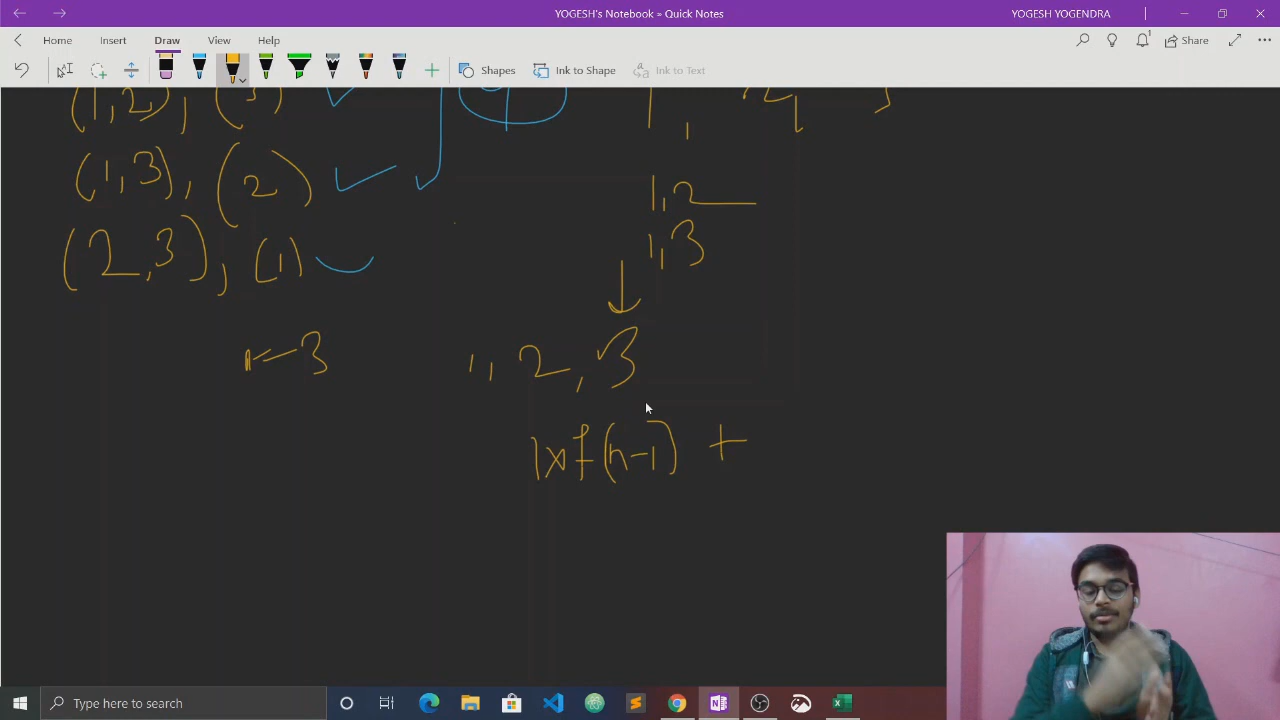 YOGESH's Notebook » Quick Notes
YOGESH YOGENDRA
Home Insert Draw View Help
Share
Shapes
Ink to Shape
Ink to Text
(1,2), (3)
(1,3), (2)
(2,3), (1)
1,2
1,3
n=3
1, 2, 3
1×f(n-1) +
Type here to search